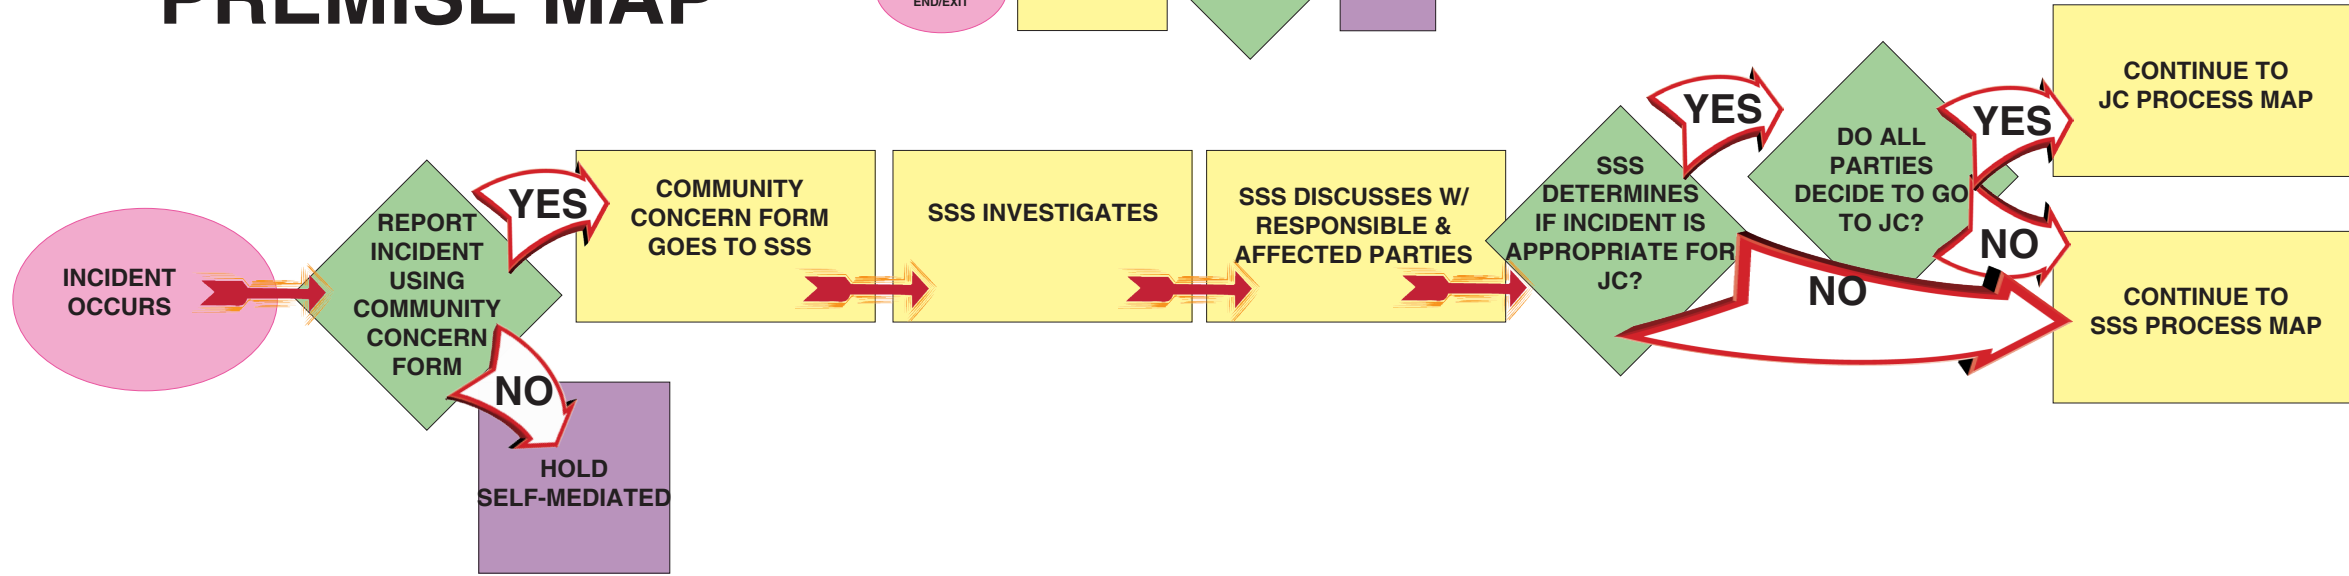 PREMISE MAP
END/EXIT
INCIDENT
OCCURS
REPORT
INCIDENT
USING
COMMUNITY
CONCERN
FORM
YES
NO
HOLD
SELF-MEDIATED
COMMUNITY
CONCERN FORM
GOES TO SSS
SSS INVESTIGATES
SSS DISCUSSES W/
RESPONSIBLE &
AFFECTED PARTIES
SSS
DETERMINES
IF INCIDENT IS
APPROPRIATE FOR
JC?
YES
NO
DO ALL
PARTIES
DECIDE TO GO
TO JC?
YES
NO
CONTINUE TO
JC PROCESS MAP
CONTINUE TO
SSS PROCESS MAP